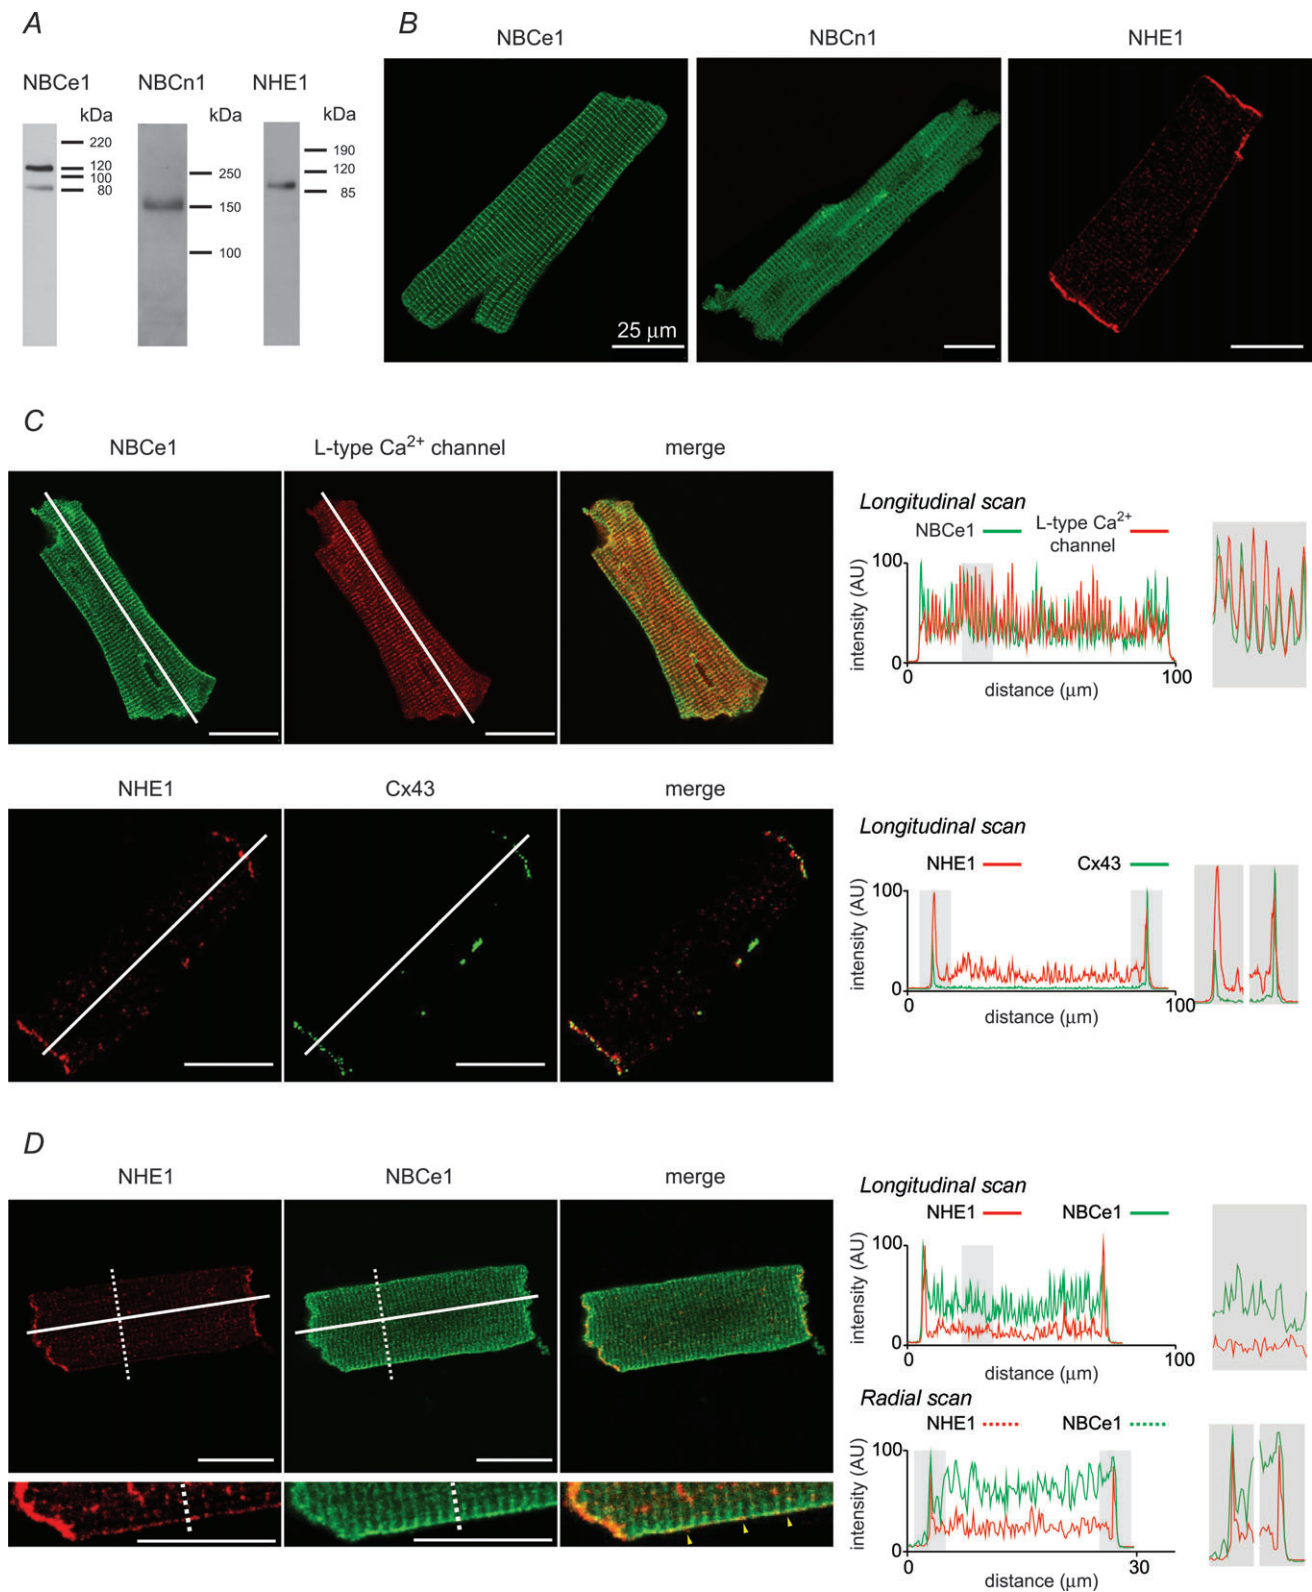 A
NBCe1
kDa
220
120
100
80
NBCn1
kDa
250
150
100
NHE1
kDa
190
120
85
B
NBCe1
NBCn1
NHE1
25 μm
C
NBCe1
L-type Ca2+ channel
merge
Longitudinal scan
NBCe1
L-type Ca2+
channel
100
intensity (AU)
0
0
100
distance (μm)
NHE1
Cx43
merge
Longitudinal scan
NHE1
Cx43
100
intensity (AU)
0
0
100
distance (μm)
D
NHE1
NBCe1
merge
Longitudinal scan
NHE1
NBCe1
100
intensity (AU)
0
0
100
distance (μm)
Radial scan
NHE1
NBCe1
100
intensity (AU)
0
0
30
distance (μm)